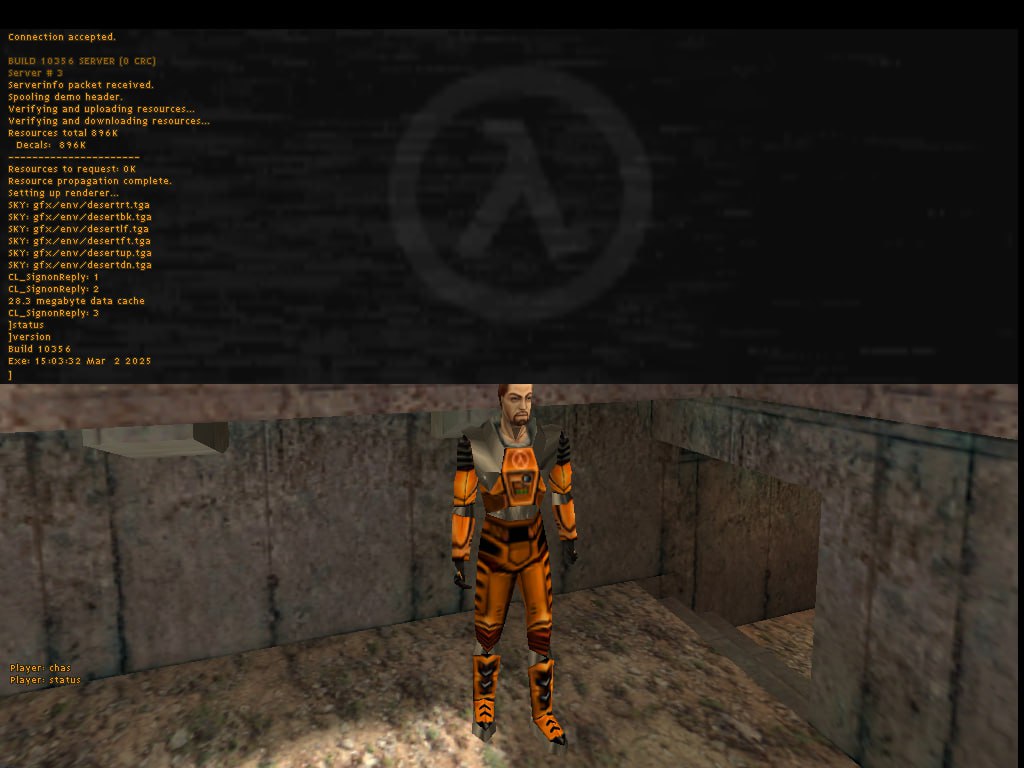 Connection accepted.
BUILD 10356 SERVER (0 CRC)
Server # 3
Serverinfo packet received.
Spooling demo header.
Verifying and uploading resources...
Verifying and downloading resources...
Resources total 896K
  Decals:  896K
----------------------
Resources to request: 0K
Resource propagation complete.
Setting up renderer...
SKY: gfx/env/desertrt.tga
SKY: gfx/env/desertbk.tga
SKY: gfx/env/desertlf.tga
SKY: gfx/env/desertft.tga
SKY: gfx/env/desertup.tga
SKY: gfx/env/desertdn.tga
CL_SignonReply: 1
CL_SignonReply: 2
28.3 megabyte data cache
CL_SignonReply: 3
]status
]version
Build 10356
Exe: 15:03:32 Mar  2 2025
]
Player: chas
Player: status